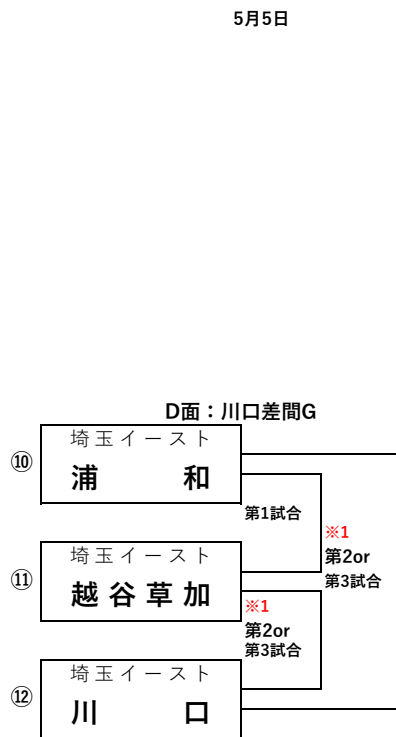 5月5日
D面：川口差間G
⑩
埼玉イースト
浦和
第1試合
※1
第2or
第3試合
⑪
埼玉イースト
越谷草加
※1
第2or
第3試合
⑫
埼玉イースト
川口